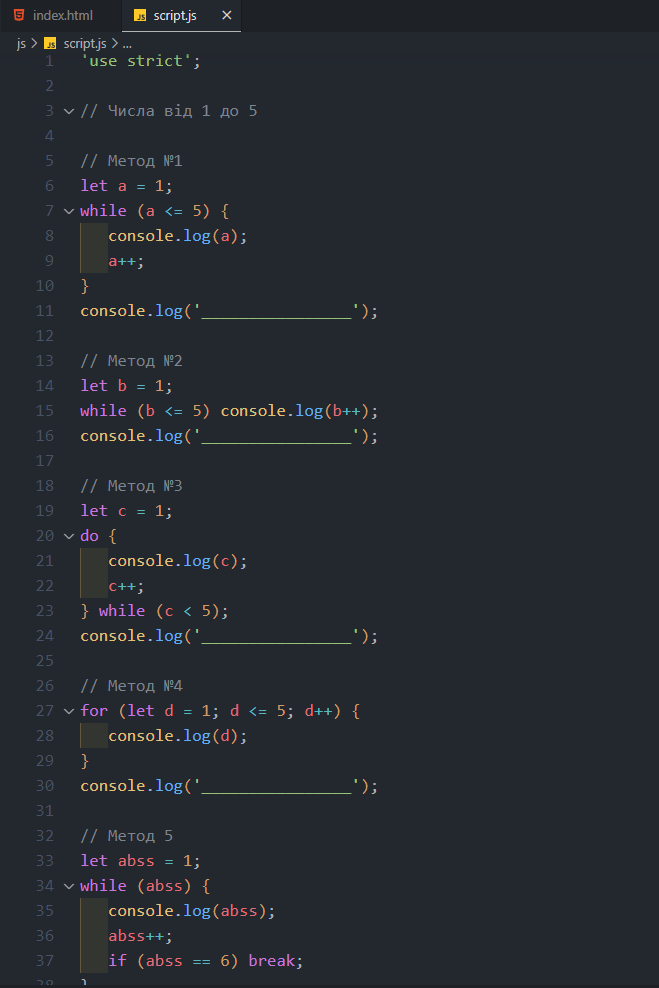 index.html script.js ×
js > script.js > ...
1 'use strict';
2
3 // Числа від 1 до 5
4
5 // Метод №1
6 let a = 1;
7 while (a <= 5) {
8 console.log(a);
9 a++;
10 }
11 console.log('________________');
12
13 // Метод №2
14 let b = 1;
15 while (b <= 5) console.log(b++);
16 console.log('________________');
17
18 // Метод №3
19 let c = 1;
20 do {
21 console.log(c);
22 c++;
23 } while (c < 5);
24 console.log('________________');
25
26 // Метод №4
27 for (let d = 1; d <= 5; d++) {
28 console.log(d);
29 }
30 console.log('________________');
31
32 // Метод 5
33 let abss = 1;
34 while (abss) {
35 console.log(abss);
36 abss++;
37 if (abss == 6) break;
38 }